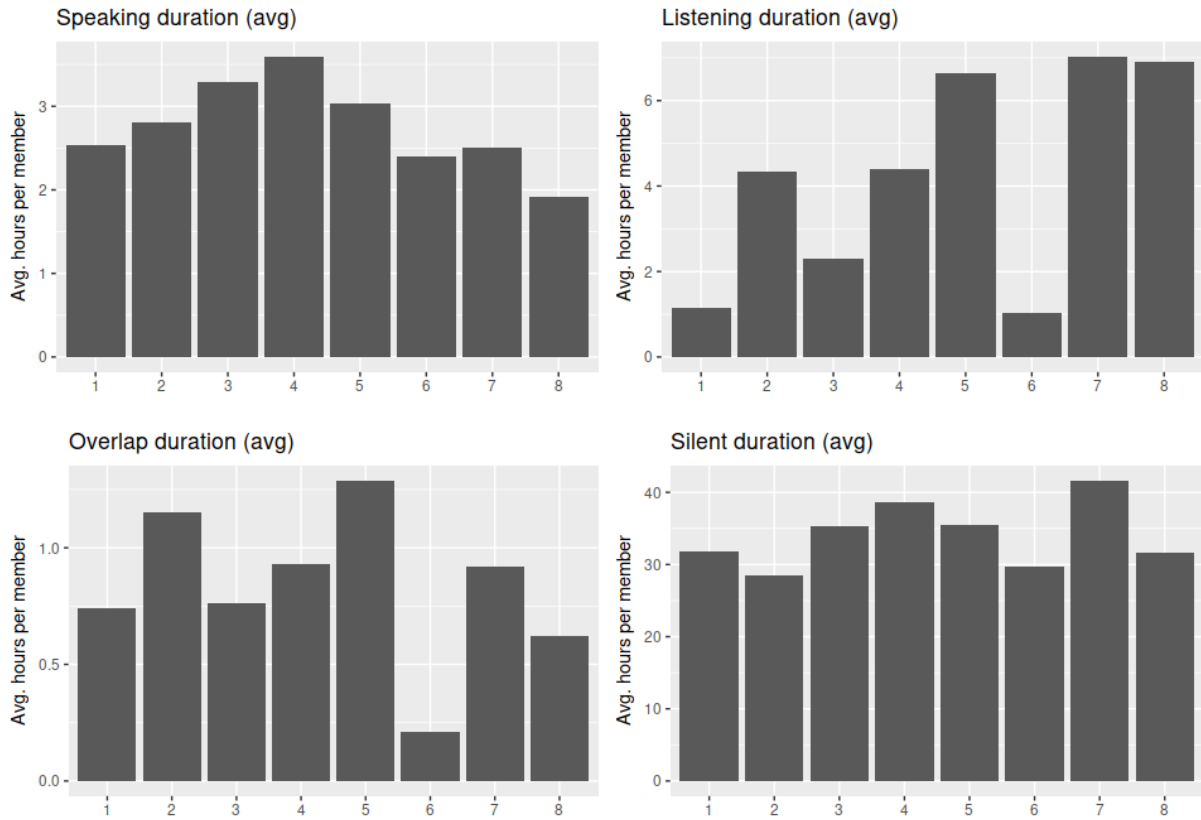 Speaking duration (avg)
Avg. hours per member
3
2
1
0
1 2 3 4 5 6 7 8
Listening duration (avg)
Avg. hours per member
6
4
2
0
1 2 3 4 5 6 7 8
Overlap duration (avg)
Avg. hours per member
1.0
0.5
0.0
1 2 3 4 5 6 7 8
Silent duration (avg)
Avg. hours per member
40
30
20
10
0
1 2 3 4 5 6 7 8